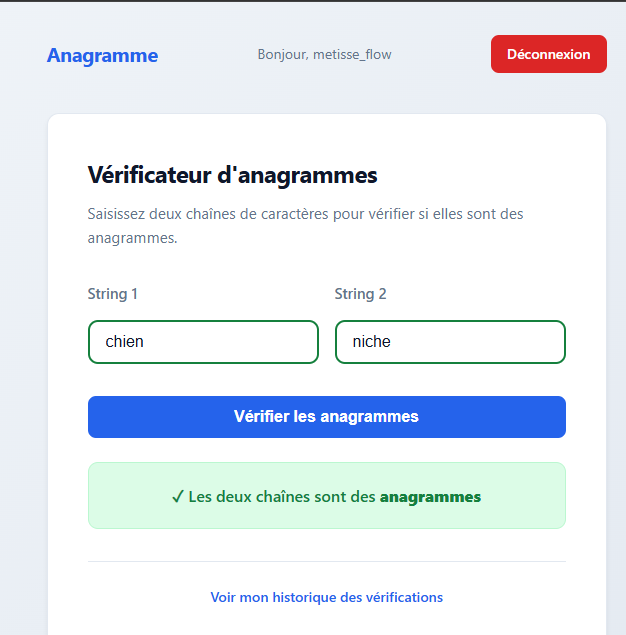 Anagramme
Bonjour, metisse_flow
Déconnexion
Vérificateur d'anagrammes
Saisissez deux chaînes de caractères pour vérifier si elles sont des
anagrammes.
String 1
String 2
chien
niche
Vérifier les anagrammes
✓ Les deux chaînes sont des anagrammes
Voir mon historique des vérifications